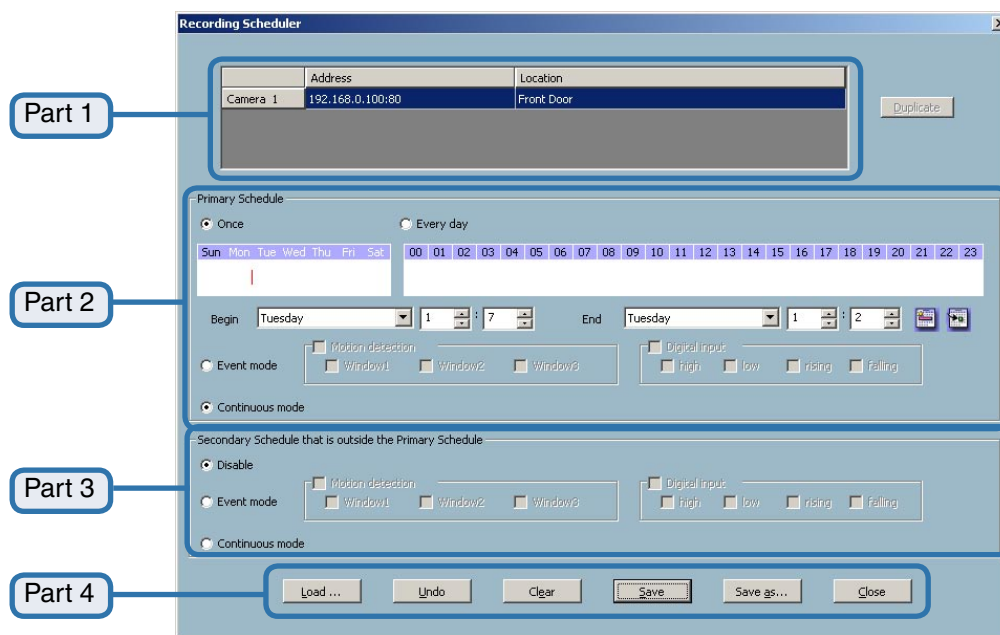 Recording Scheduler
Part 1
Address Location
Camera 1 192.168.0.100:80 Front Door
Duplicate
Part 2
Primary Schedule
Once Every day
Sun Mon Tue Wed Thu Fri Sat 00 01 02 03 04 05 06 07 08 09 10 11 12 13 14 15 16 17 18 19 20 21 22 23
Begin Tuesday 1 : 7 End Tuesday 1 : 2
Motion detection Digital input
Event mode Window1 Window2 Window3 high low rising falling
Continuous mode
Part 3
Secondary Schedule that is outside the Primary Schedule
Disable
Motion detection Digital input
Event mode Window1 Window2 Window3 high low rising falling
Continuous mode
Part 4
Load ... Undo Clear Save Save as... Close